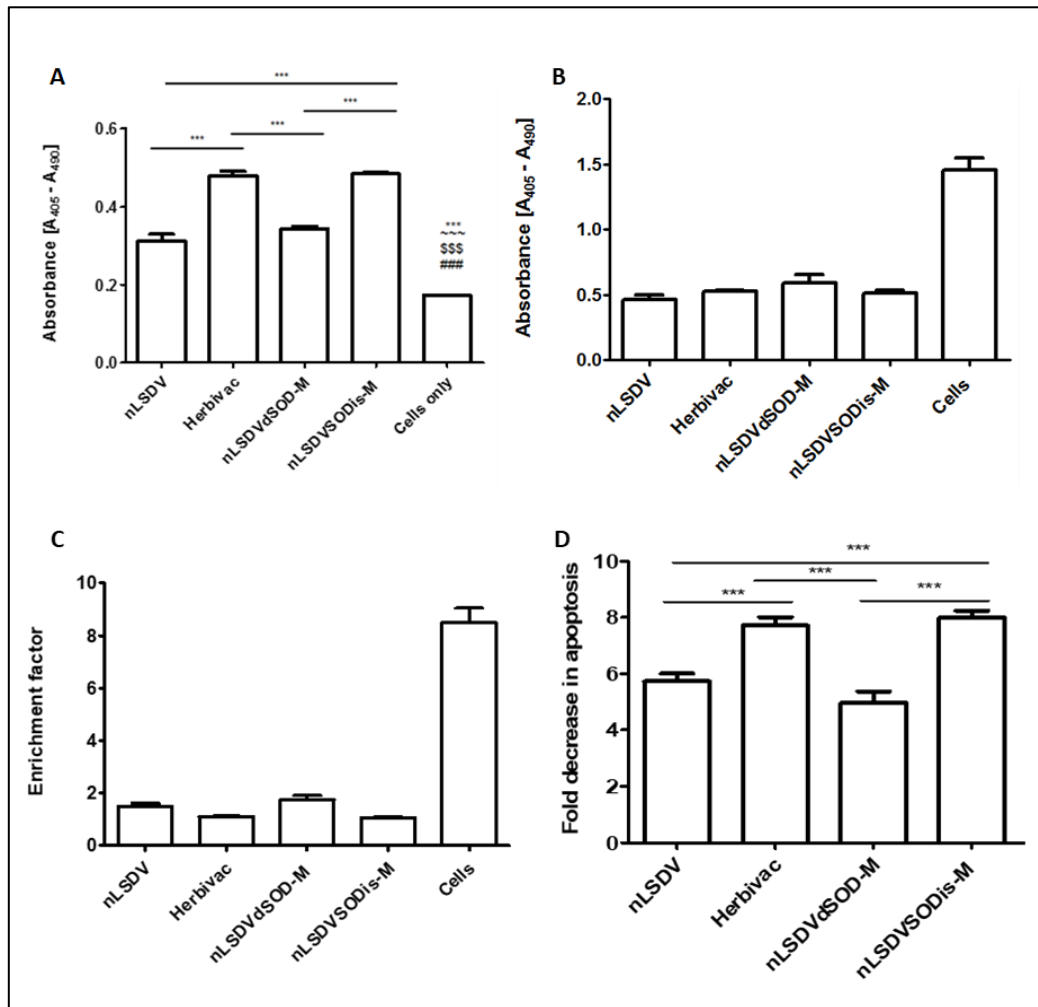 A
***
***
***
***
Absorbance [A405 - A490]
0.6
0.4
0.2
0.0
***
~~~
$$$
###
nLSDV
Herbivac
nLSDVdSOD-M
nLSDVSODis-M
Cells only
B
Absorbance [A405 - A490]
2.0
1.5
1.0
0.5
0.0
nLSDV
Herbivac
nLSDVdSOD-M
nLSDVSODis-M
Cells
C
Enrichment factor
10
8
6
4
2
0
nLSDV
Herbivac
nLSDVdSOD-M
nLSDVSODis-M
Cells
D
***
***
***
***
Fold decrease in apoptosis
10
8
6
4
2
0
nLSDV
Herbivac
nLSDVdSOD-M
nLSDVSODis-M